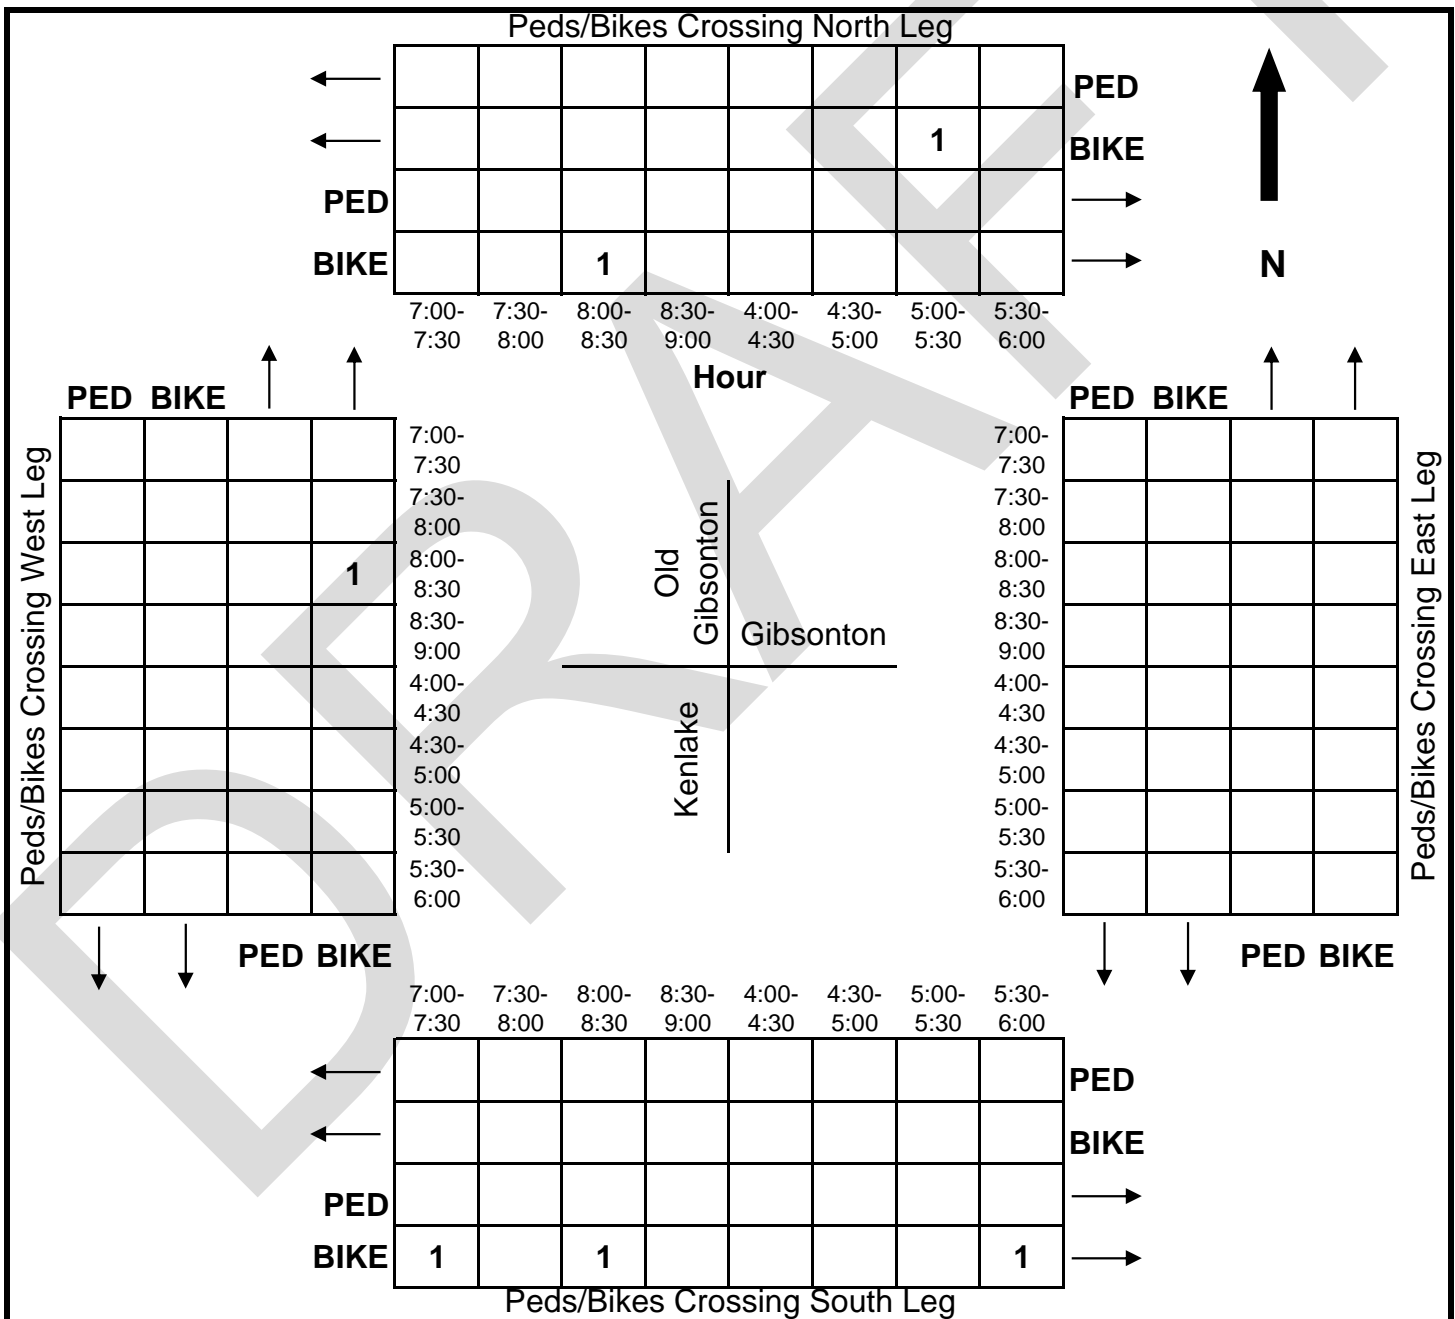 Peds/Bikes Crossing North Leg
PED
1 BIKE
PED
BIKE 1
N
7:00- 7:30- 8:00- 8:30- 4:00- 4:30- 5:00- 5:30-
7:30 8:00 8:30 9:00 4:30 5:00 5:30 6:00
Hour
PED BIKE
PED BIKE
Peds/Bikes Crossing West Leg
7:00-
7:30
7:30-
8:00
1 8:00-
8:30
8:30-
9:00
4:00-
4:30
4:30-
5:00
5:00-
5:30
5:30-
6:00
PED BIKE
Old
Gibsonton
Gibsonton
Kenlake
7:00-
7:30
7:30-
8:00
8:00-
8:30
8:30-
9:00
4:00-
4:30
4:30-
5:00
5:00-
5:30
5:30-
6:00
Peds/Bikes Crossing East Leg
PED BIKE
7:00- 7:30- 8:00- 8:30- 4:00- 4:30- 5:00- 5:30-
7:30 8:00 8:30 9:00 4:30 5:00 5:30 6:00
PED
BIKE
PED
BIKE 1 1 1
Peds/Bikes Crossing South Leg
DRAFT